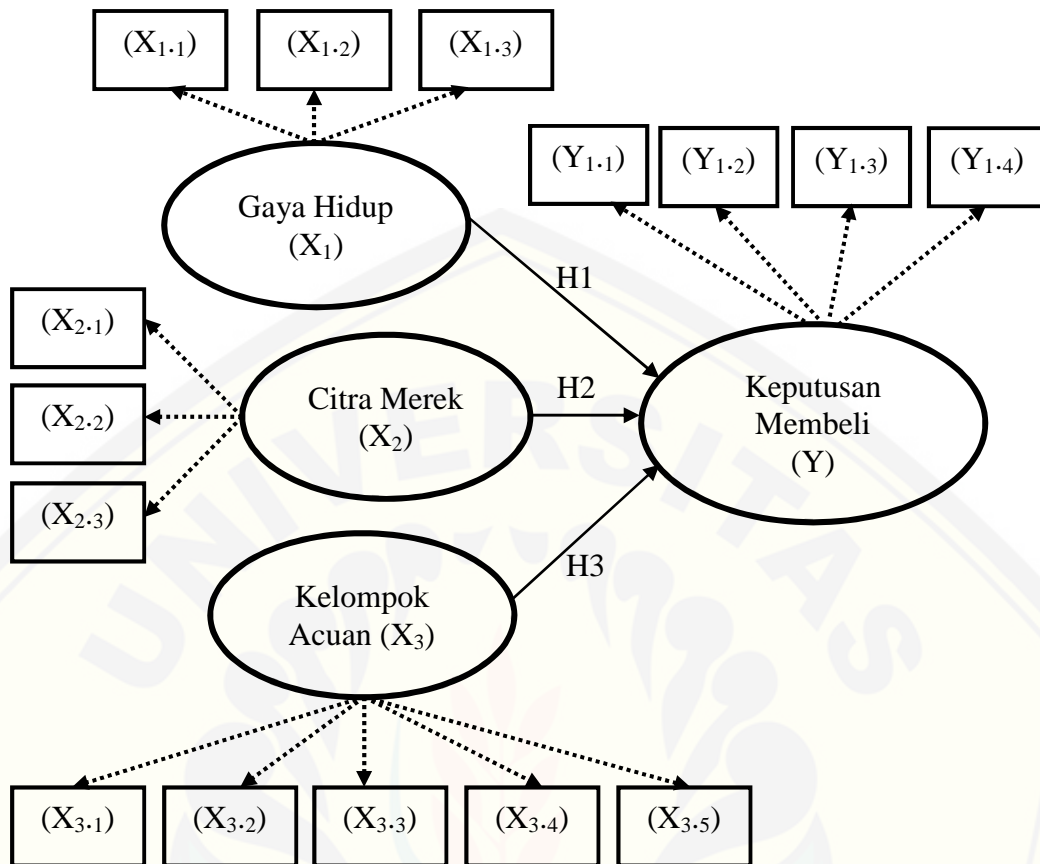 (X₁.₁) (X₁.₂) (X₁.₃)
(Y₁.₁) (Y₁.₂) (Y₁.₃) (Y₁.₄)
Gaya Hidup
(X₁)
H1
(X₂.₁)
(X₂.₂)
(X₂.₃)
Citra Merek
(X₂)
H2
Keputusan
Membeli
(Y)
Kelompok
Acuan (X₃)
H3
(X₃.₁) (X₃.₂) (X₃.₃) (X₃.₄) (X₃.₅)
UNIVERSITAS